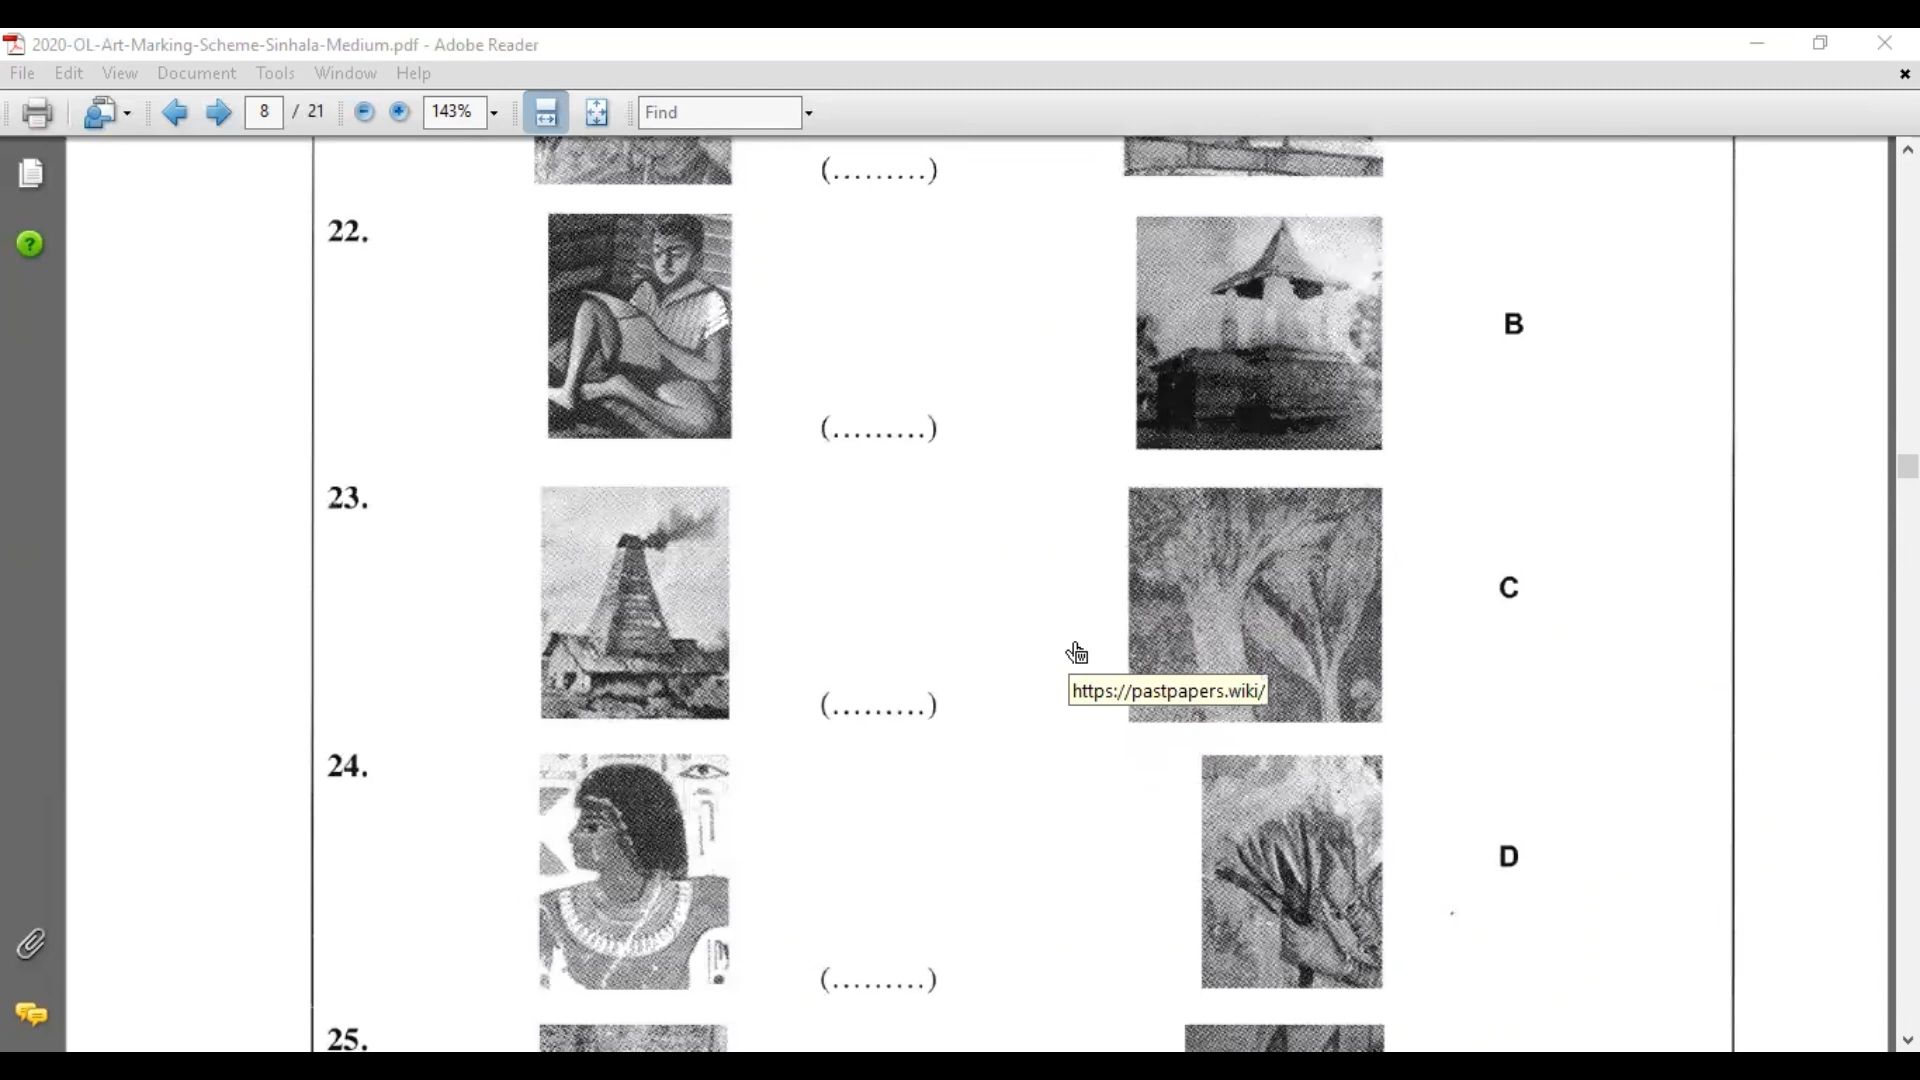 2020-OL-Art-Marking-Scheme-Sinhala-Medium.pdf - Adobe Reader
File Edit View Document Tools Window Help
8 / 21 143% Find
(.........)
22.
B
(.........)
23.
C
https://pastpapers.wiki/
(.........)
24.
D
(.........)
25.